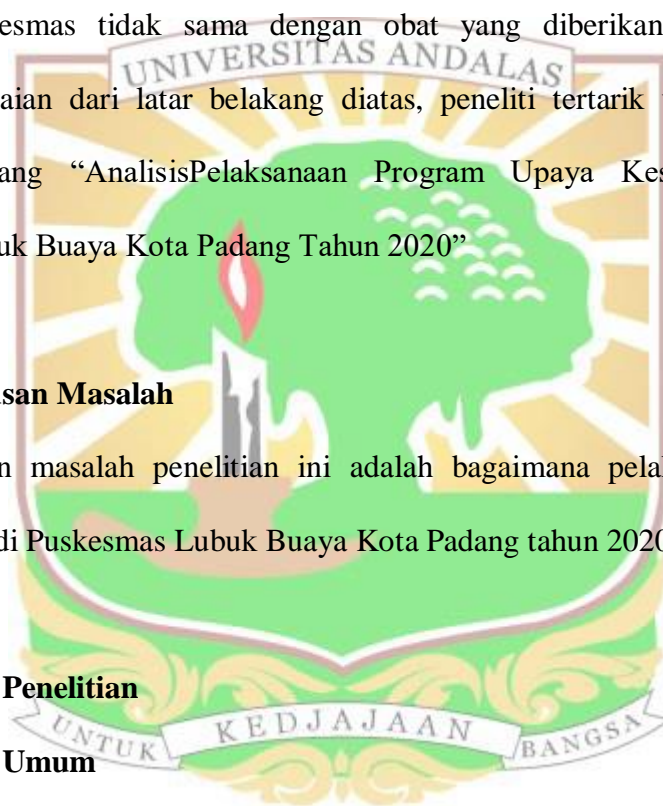 esmas tidak sama dengan obat yang diberikan
UNIVERSITAS ANDALAS
aian dari latar belakang diatas, peneliti tertarik
ang “AnalisisPelaksanaan Program Upaya Kes
uk Buaya Kota Padang Tahun 2020”
san Masalah
n masalah penelitian ini adalah bagaimana pela
di Puskesmas Lubuk Buaya Kota Padang tahun 2020
Penelitian
UNTUK KEDJAJAAN BANGSA
Umum